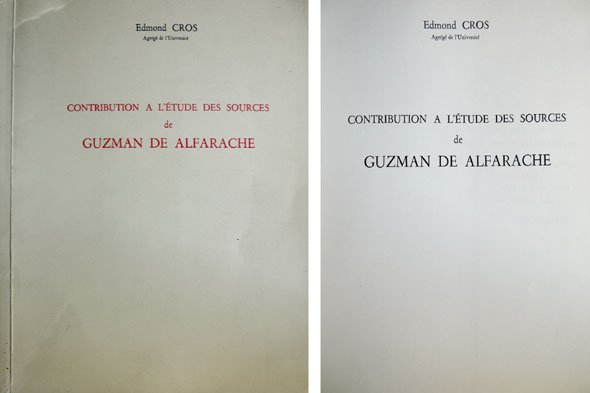 Edmond CROS
Agrégé de l'Université
CONTRIBUTION A L'ÉTUDE DES SOURCES
de
GUZMAN DE ALFARACHE
Edmond CROS
Agrégé de l'Université
CONTRIBUTION A L'ÉTUDE DES SOURCES
de
GUZMAN DE ALFARACHE